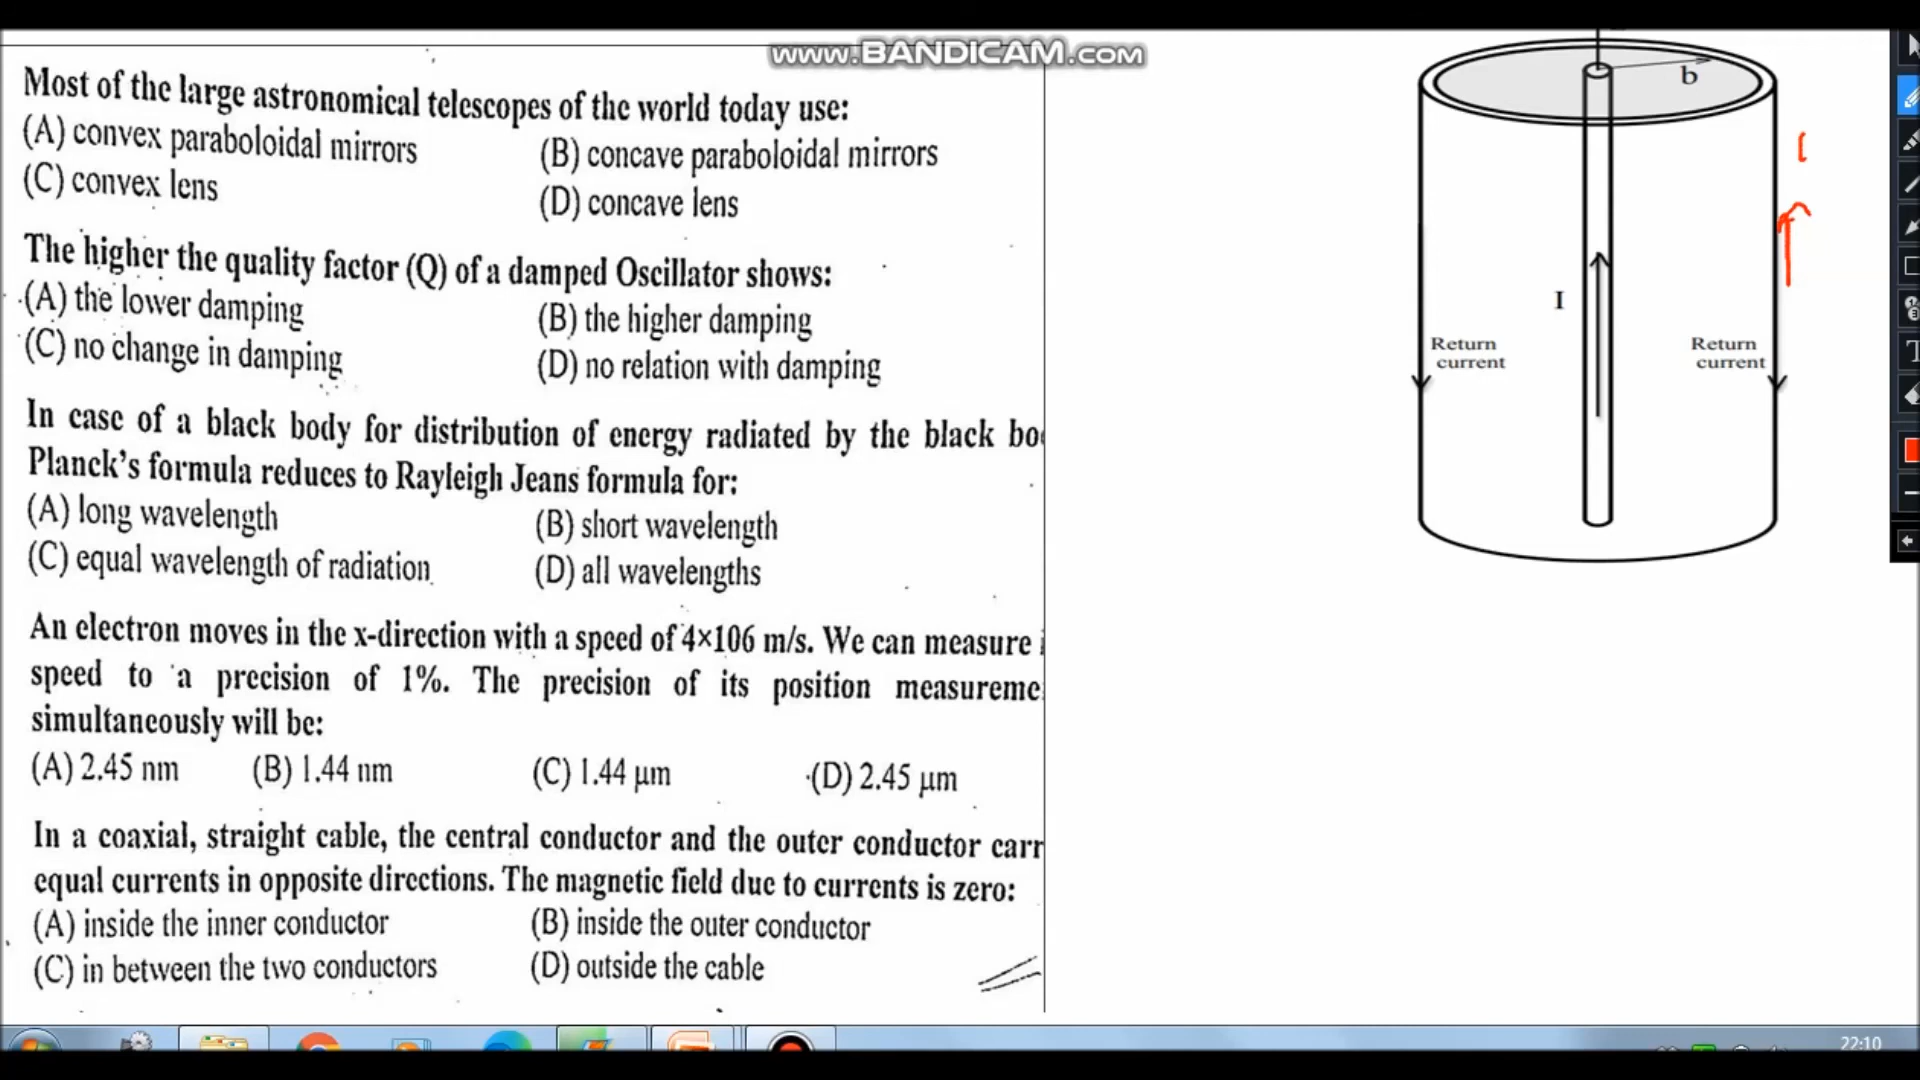 www.BANDICAM.com
Most of the large astronomical telescopes of the world today use:
(A) convex paraboloidal mirrors
(B) concave paraboloidal mirrors
(C) convex lens
(D) concave lens
The higher the quality factor (Q) of a damped Oscillator shows:
(A) the lower damping
(B) the higher damping
(C) no change in damping
(D) no relation with damping
In case of a black body for distribution of energy radiated by the black
Planck's formula reduces to Rayleigh Jeans formula for:
(A) long wavelength
(B) short wavelength
(C) equal wavelength of radiation
(D) all wavelengths
An electron moves in the x-direction with a speed of 4×106 m/s. We can measure
speed to a precision of 1%. The precision of its position
simultaneously will be:
(A) 2.45 nm
(B) 1.44 nm
(C) 1.44 μm
(D) 2.45 μm
In a coaxial, straight cable, the central conductor and the outer conductor
equal currents in opposite directions. The magnetic field due to currents is zero:
(A) inside the inner conductor
(B) inside the outer conductor
(C) in between the two conductors
(D) outside the cable
b
I
Return
current
Return
current
22:10